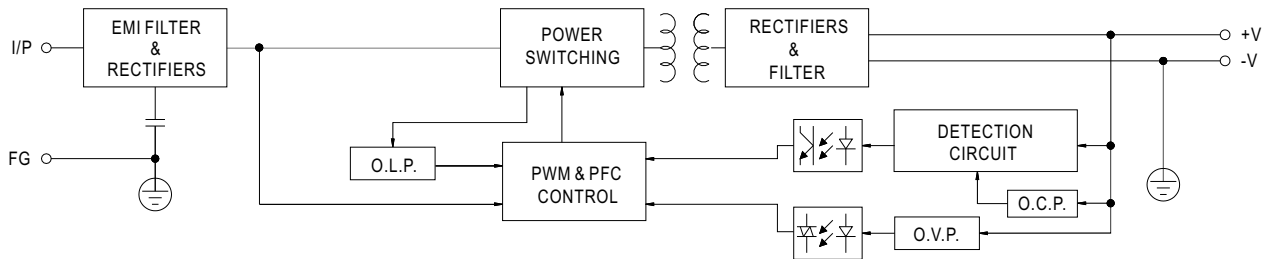 I/P
EMI FILTER
&
RECTIFIERS
POWER
SWITCHING
RECTIFIERS
&
FILTER
+V
-V
FG
O.L.P.
PWM & PFC
CONTROL
DETECTION
CIRCUIT
O.C.P.
O.V.P.